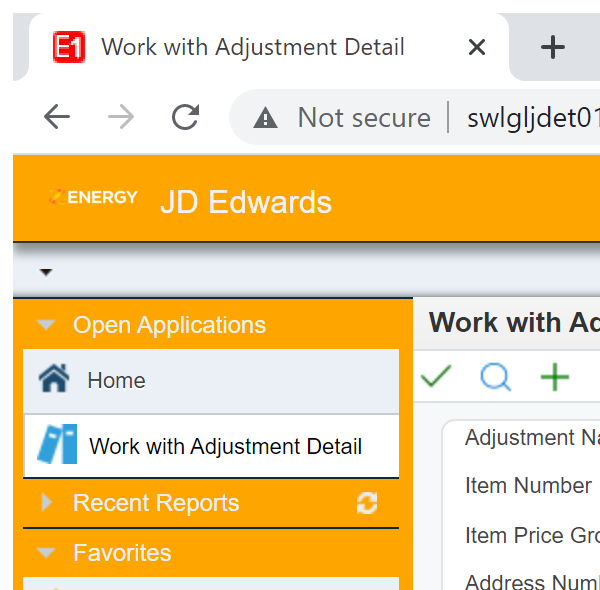 E1 Work with Adjustment Detail
Not secure | swlgljdet01
ENERGY JD Edwards
Open Applications
Home
Work with Adjustment Detail
Recent Reports
Favorites
Work with Ad
Adjustment Na
Item Number
Item Price Gro
Address Num